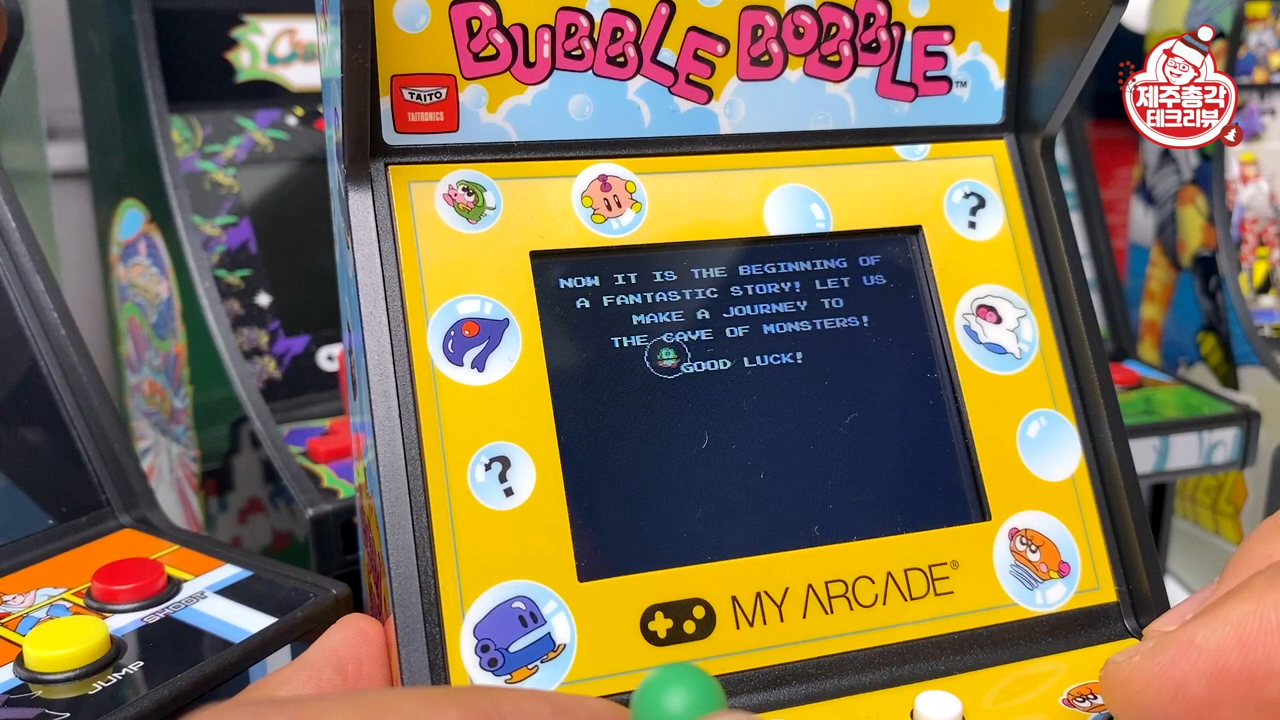 BUBBLE BOBBLE™
TAITO
TAITRONICS
제주총각
테크리뷰
?
NOW IT IS THE BEGINNING OF
A FANTASTIC STORY! LET US
MAKE A JOURNEY TO
THE CAVE OF MONSTERS!
GOOD LUCK!
?
MY ARCADE®
SHOOT
JUMP